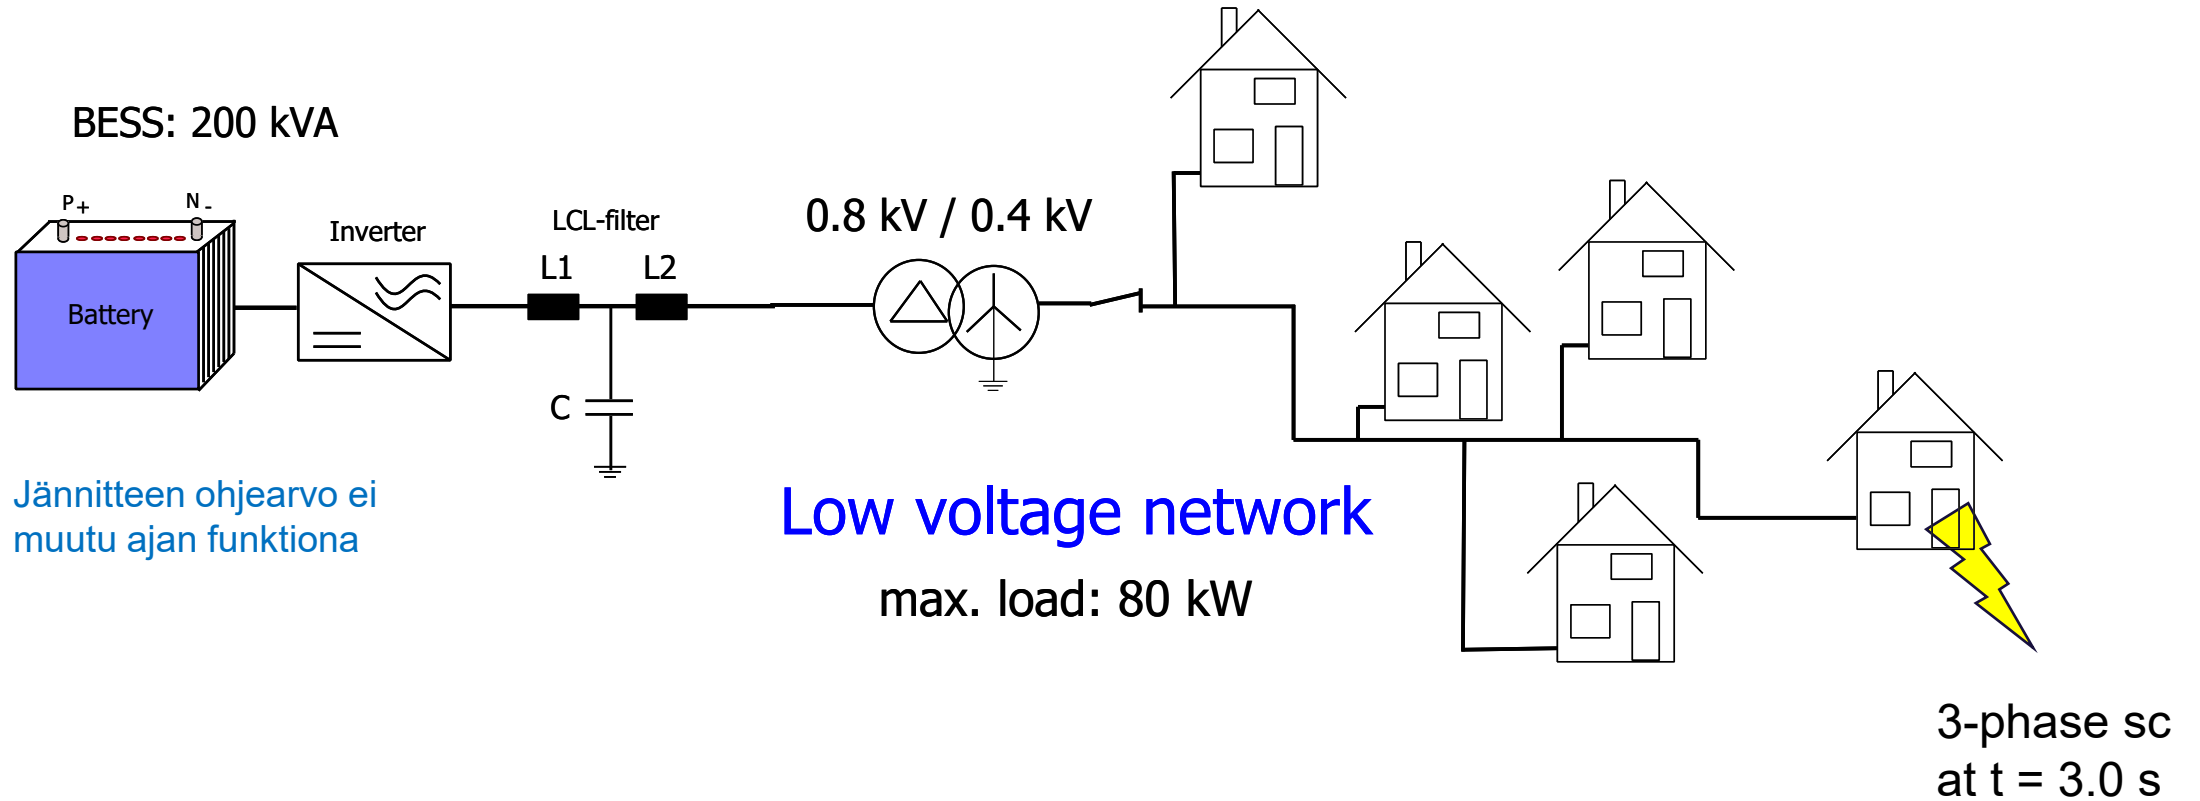 BESS: 200 kVA
P + N -
Battery
Inverter
LCL-filter
L1 L2
C
0.8 kV / 0.4 kV
Jännitteen ohjearvo ei
muutu ajan funktiona
Low voltage network
max. load: 80 kW
3-phase sc
at t = 3.0 s